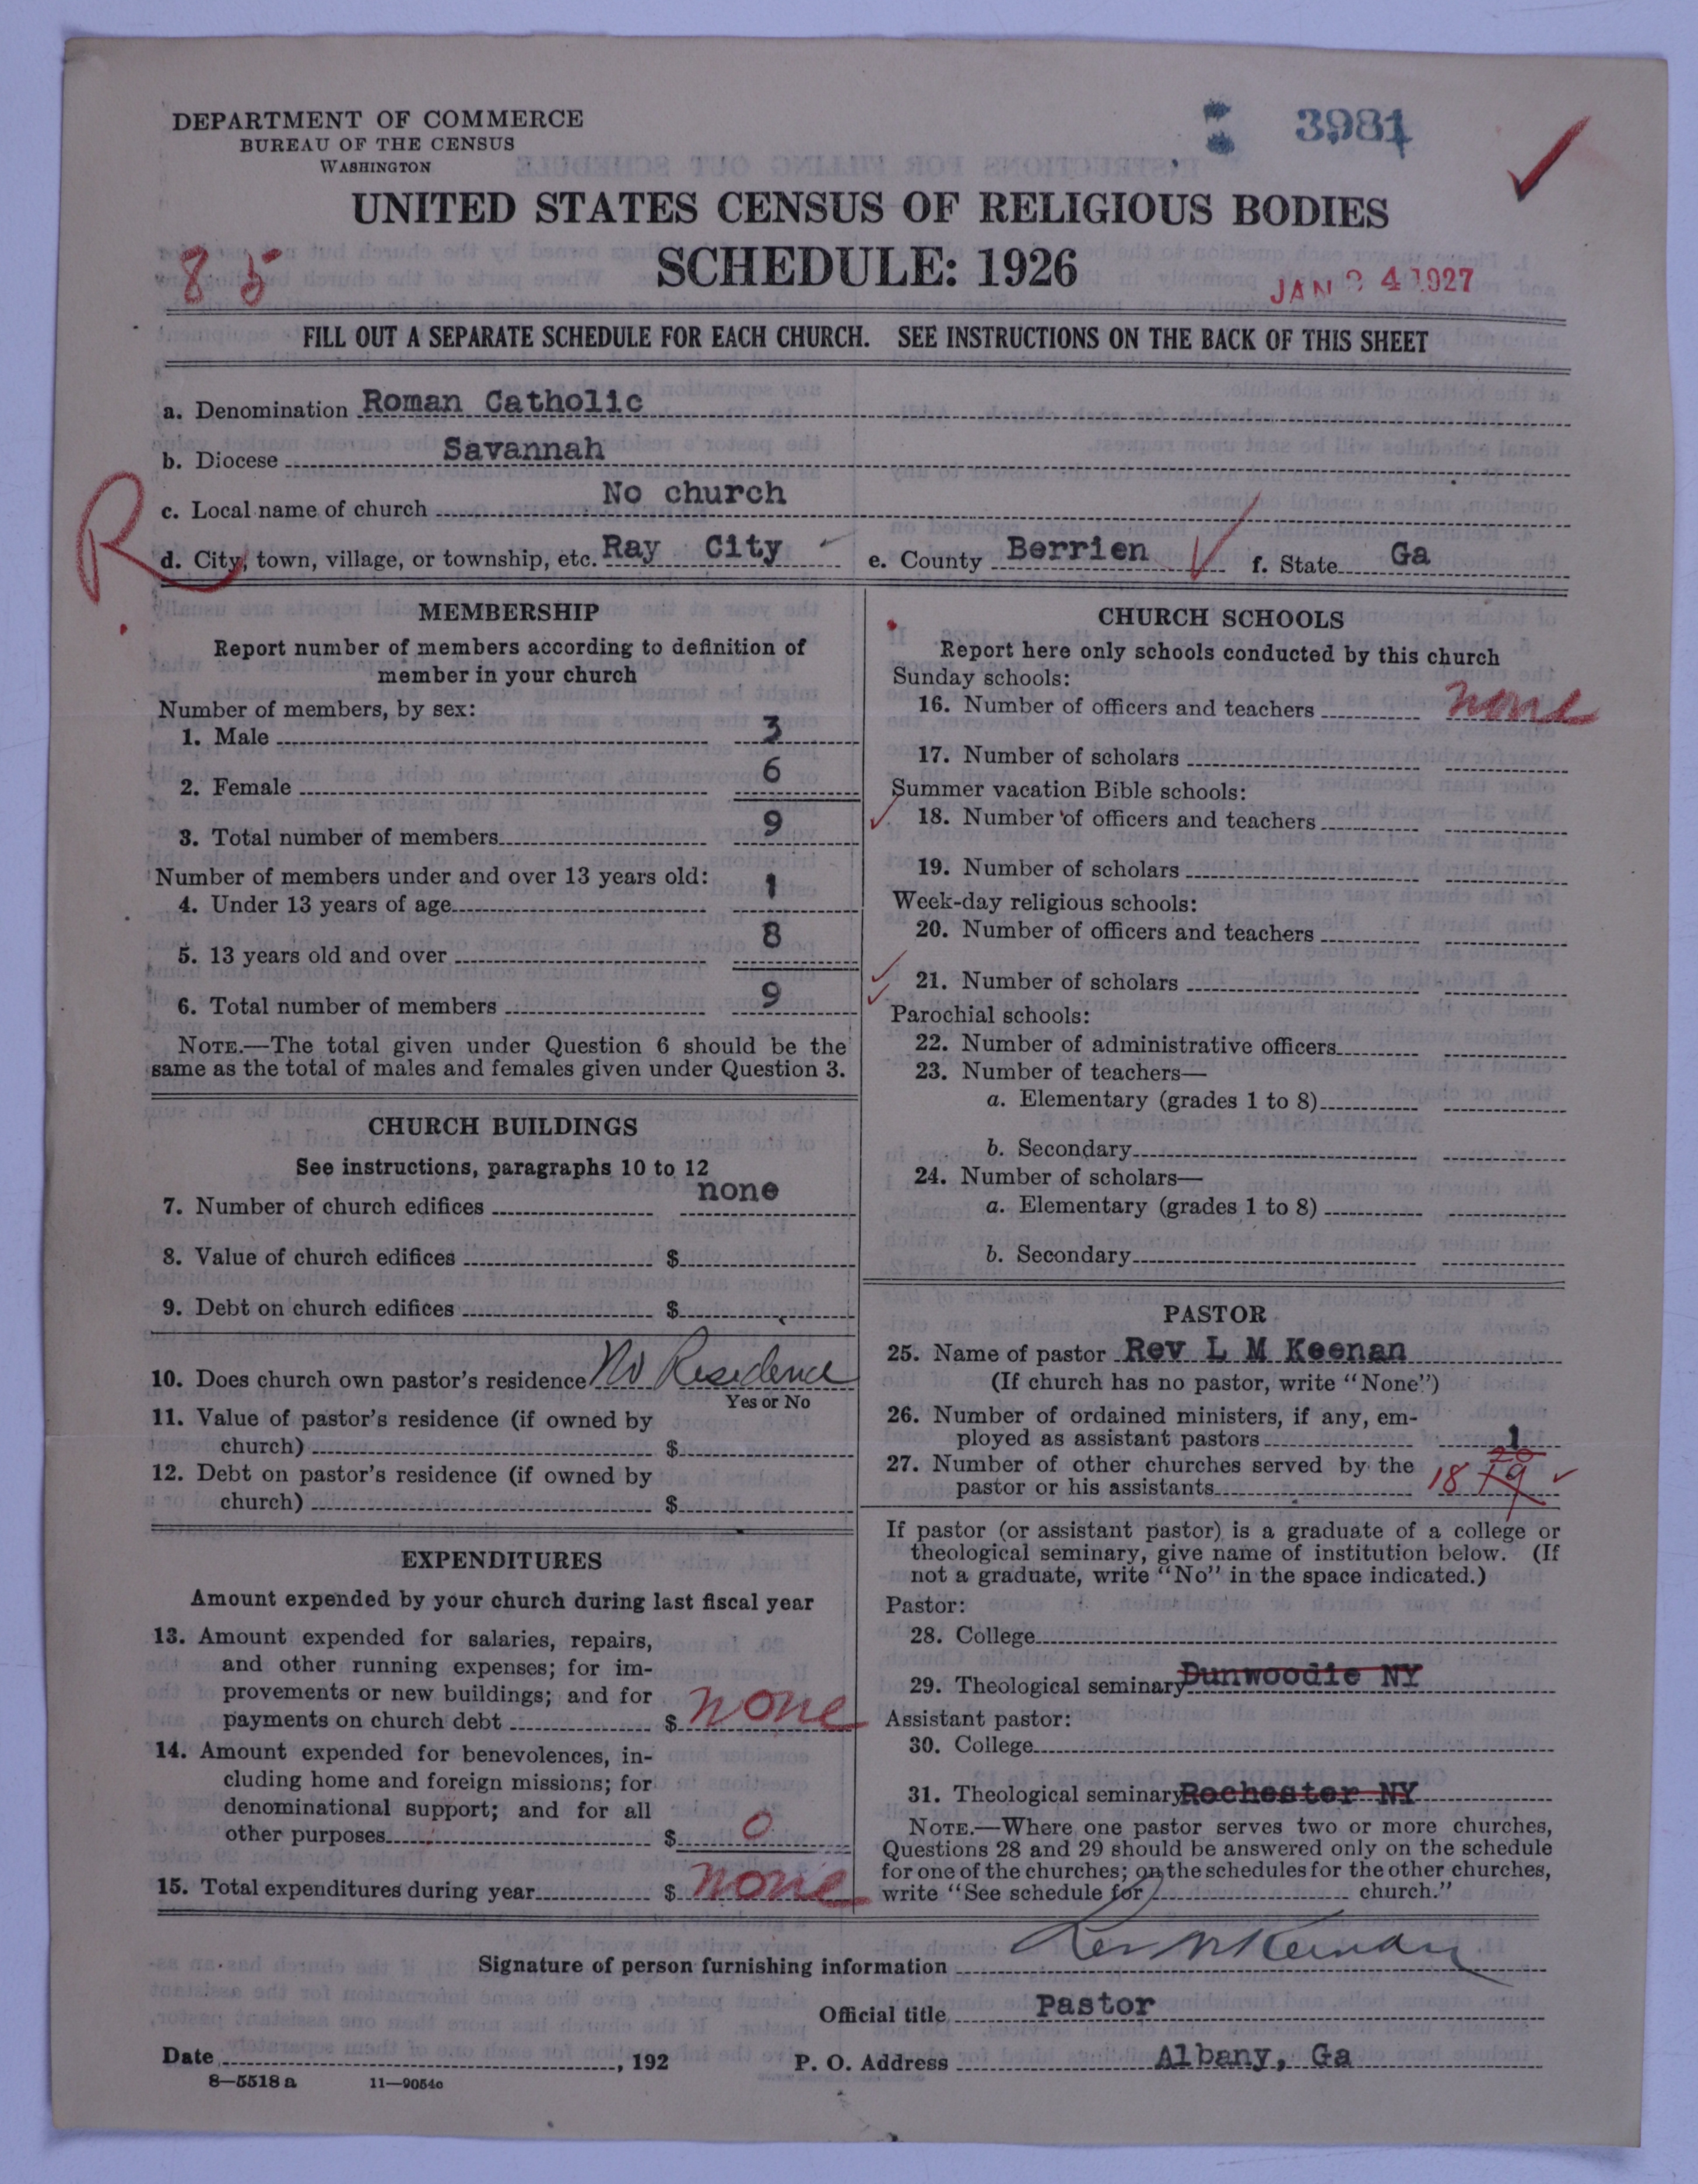 DEPARTMENT OF COMMERCE
BUREAU OF THE CENSUS
WASHINGTON
3981
UNITED STATES CENSUS OF RELIGIOUS BODIES
SCHEDULE: 1926
8 5
JAN 24 1927
FILL OUT A SEPARATE SCHEDULE FOR EACH CHURCH. SEE INSTRUCTIONS ON THE BACK OF THIS SHEET
a. Denomination Roman Catholic
b. Diocese Savannah
c. Local name of church No church
R
d. City, town, village, or township, etc. Ray City e. County Berrien f. State Ga
MEMBERSHIP
Report number of members according to definition of
member in your church
Number of members, by sex:
1. Male 3
2. Female 6
3. Total number of members 9
Number of members under and over 13 years old:
4. Under 13 years of age 1
5. 13 years old and over 8
6. Total number of members 9
NOTE.—The total given under Question 6 should be the
same as the total of males and females given under Question 3.
CHURCH BUILDINGS
See instructions, paragraphs 10 to 12
7. Number of church edifices none
8. Value of church edifices $
9. Debt on church edifices $
10. Does church own pastor's residence No Residence
Yes or No
11. Value of pastor's residence (if owned by
church) $
12. Debt on pastor's residence (if owned by
church) $
EXPENDITURES
Amount expended by your church during last fiscal year
13. Amount expended for salaries, repairs,
and other running expenses; for im-
provements or new buildings; and for
payments on church debt $ none
14. Amount expended for benevolences, in-
cluding home and foreign missions; for
denominational support; and for all
other purposes $ 0
15. Total expenditures during year $ none
CHURCH SCHOOLS
Report here only schools conducted by this church
Sunday schools:
16. Number of officers and teachers none
17. Number of scholars
Summer vacation Bible schools:
18. Number of officers and teachers
19. Number of scholars
Week-day religious schools:
20. Number of officers and teachers
21. Number of scholars
Parochial schools:
22. Number of administrative officers
23. Number of teachers—
a. Elementary (grades 1 to 8)
b. Secondary
24. Number of scholars—
a. Elementary (grades 1 to 8)
b. Secondary
PASTOR
25. Name of pastor Rev L M Keenan
(If church has no pastor, write "None")
26. Number of ordained ministers, if any, em-
ployed as assistant pastors 1
27. Number of other churches served by the
20
pastor or his assistants 18 19
If pastor (or assistant pastor) is a graduate of a college or
theological seminary, give name of institution below. (If
not a graduate, write "No" in the space indicated.)
Pastor:
28. College
29. Theological seminary Dunwoodie NY
Assistant pastor:
30. College
31. Theological seminary Rochester NY
NOTE.—Where one pastor serves two or more churches,
Questions 28 and 29 should be answered only on the schedule
for one of the churches; on the schedules for the other churches,
write "See schedule for church."
Signature of person furnishing information
Official title Pastor
Date , 192 P. O. Address Albany, Ga
8—5518 a 11—9054c